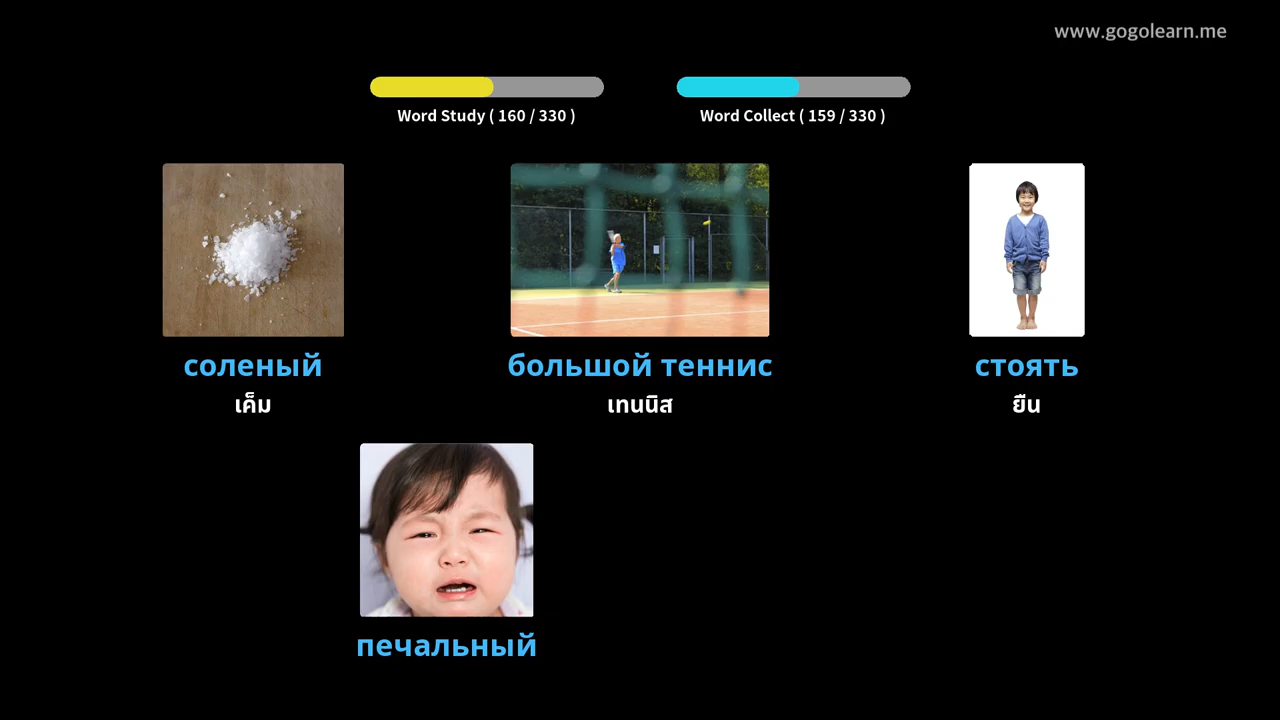 www.gogolearn.me
Word Study ( 160 / 330 )
Word Collect ( 159 / 330 )
соленый
เค็ม
большой теннис
เทนนิส
стоять
ยืน
печальный